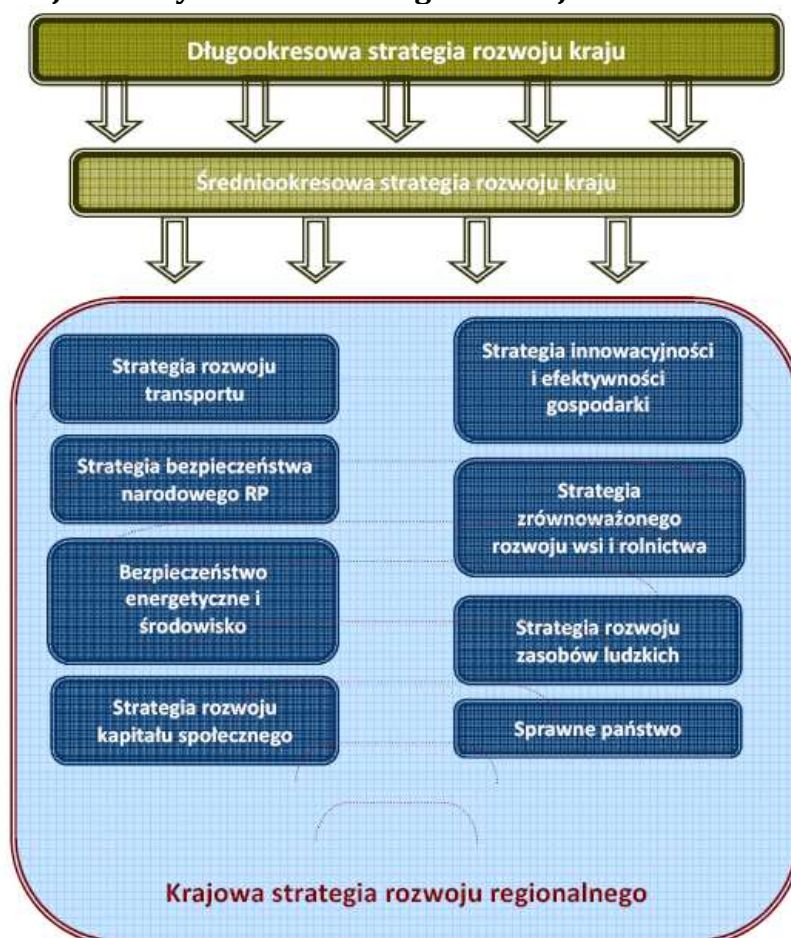 Długookresowa strategia rozwoju kraju
Średniookresowa strategia rozwoju kraju
Strategia rozwoju
transportu
Strategia bezpieczeństwa
narodowego RP
Bezpieczeństwo
energetyczne i
środowisko
Strategia rozwoju
kapitału społecznego
Strategia innowacyjności
i efektywności
gospodarki
Strategia
zrównoważonego
rozwoju wsi i rolnictwa
Strategia rozwoju
zasobów ludzkich
Sprawne państwo
Krajowa strategia rozwoju regionalnego